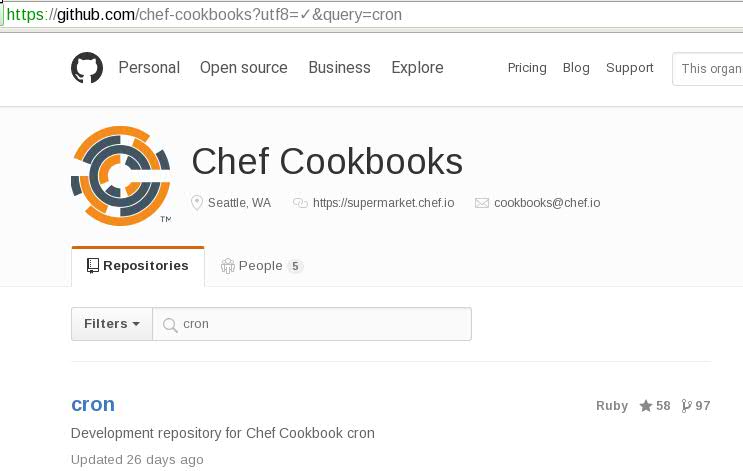 https://github.com/chef-cookbooks?utf8=✓&query=cron
Personal Open source Business Explore Pricing Blog Support This organ
Chef Cookbooks
TM
Seattle, WA https://supermarket.chef.io cookbooks@chef.io
Repositories People 5
Filters cron
cron Ruby 58 97
Development repository for Chef Cookbook cron
Updated 26 days ago